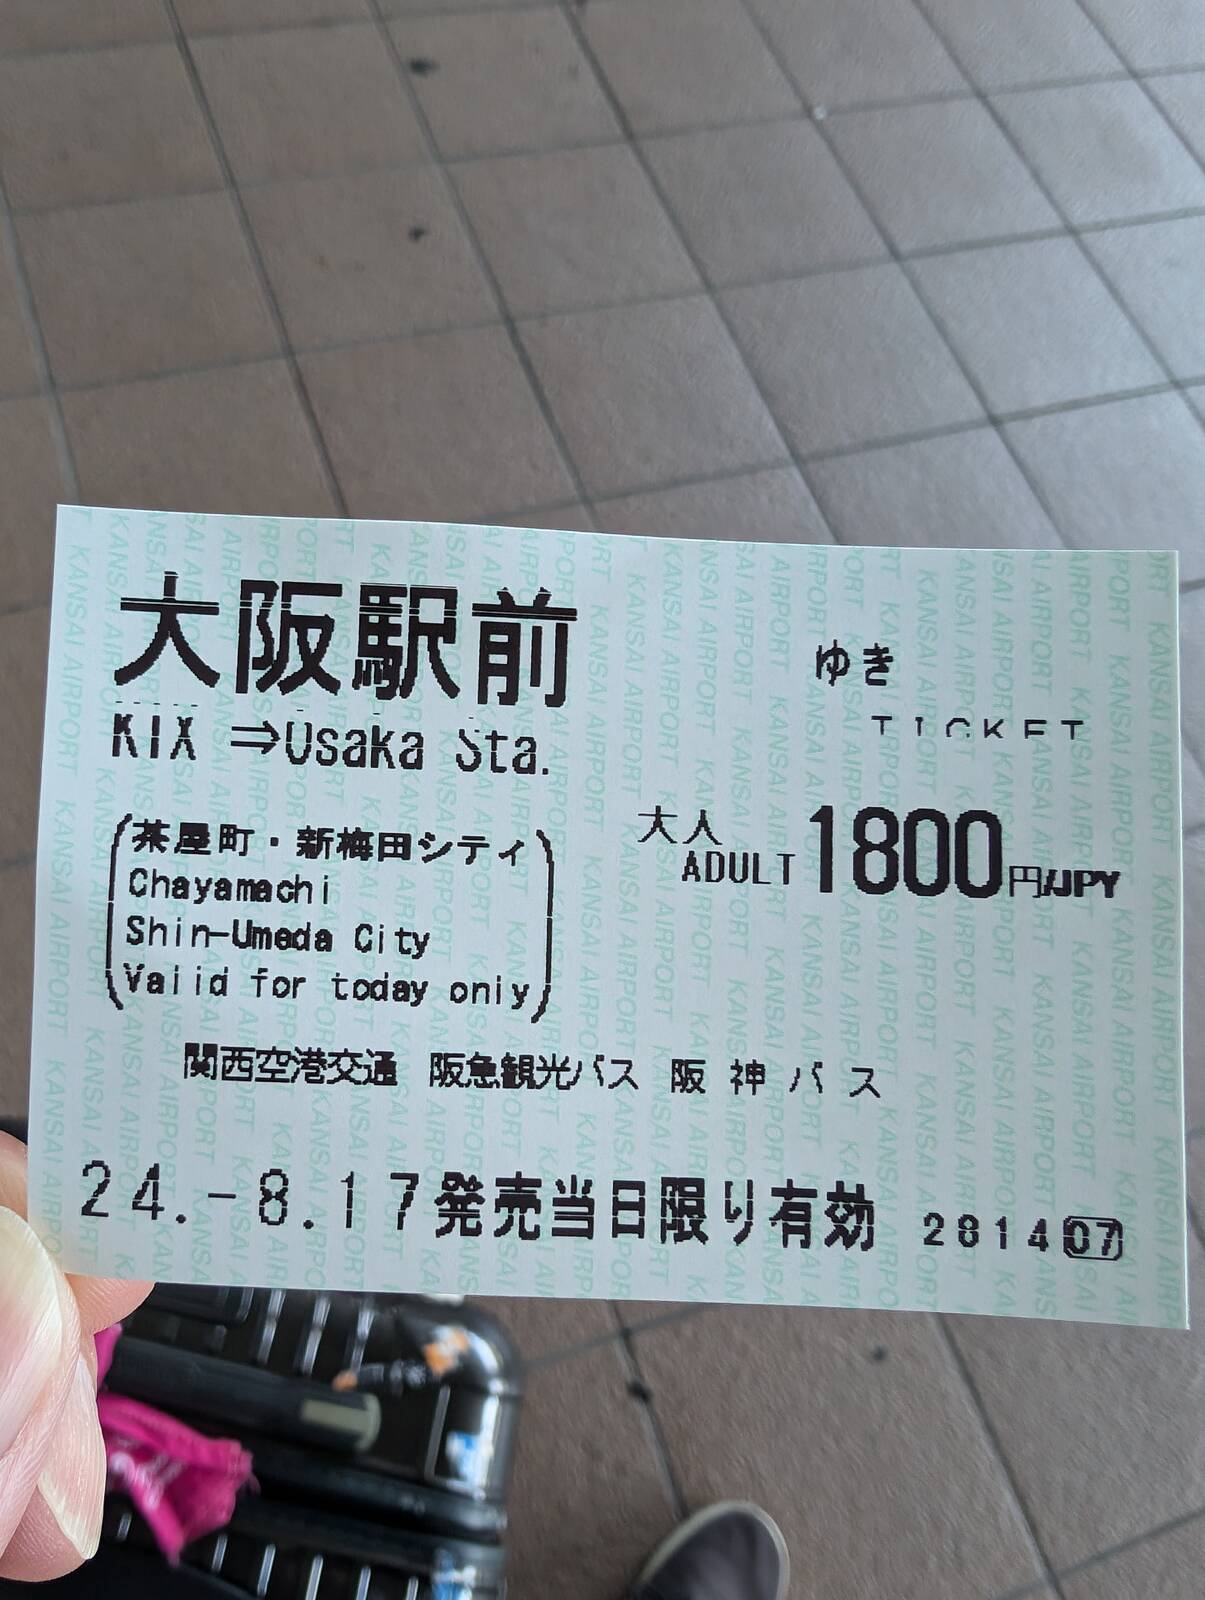 大阪駅前 ゆき
TICKET
KIX ⇒Osaka Sta.
大人
ADULT 1800円/JPY
(茶屋町・新梅田シティ
Chayamachi
Shin-Umeda City
Valid for today only)
関西空港交通 阪急観光バス 阪神バス
24.-8.17発売当日限り有効 2814 07
KANSAI AIRPORT